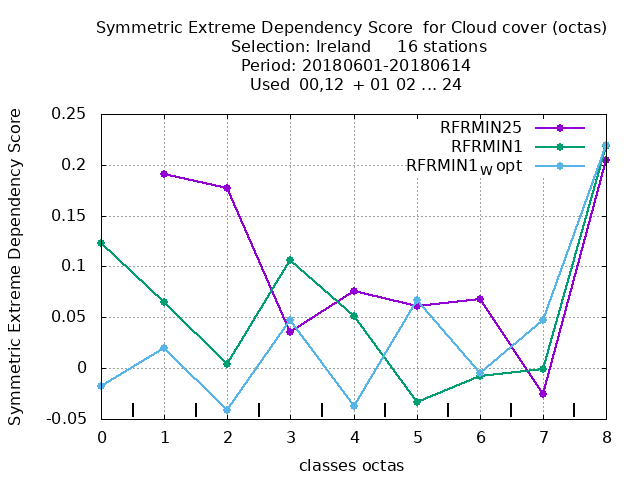 Symmetric Extreme Dependency Score  for Cloud cover (octas)
Selection: Ireland     16 stations
Period: 20180601-20180614
Used  00,12  + 01 02 ... 24
RFRMIN25
RFRMIN1
RFRMIN1W opt
Symmetric Extreme Dependency Score
0.25
0.2
0.15
0.1
0.05
0
-0.05
0 1 2 3 4 5 6 7 8
classes octas